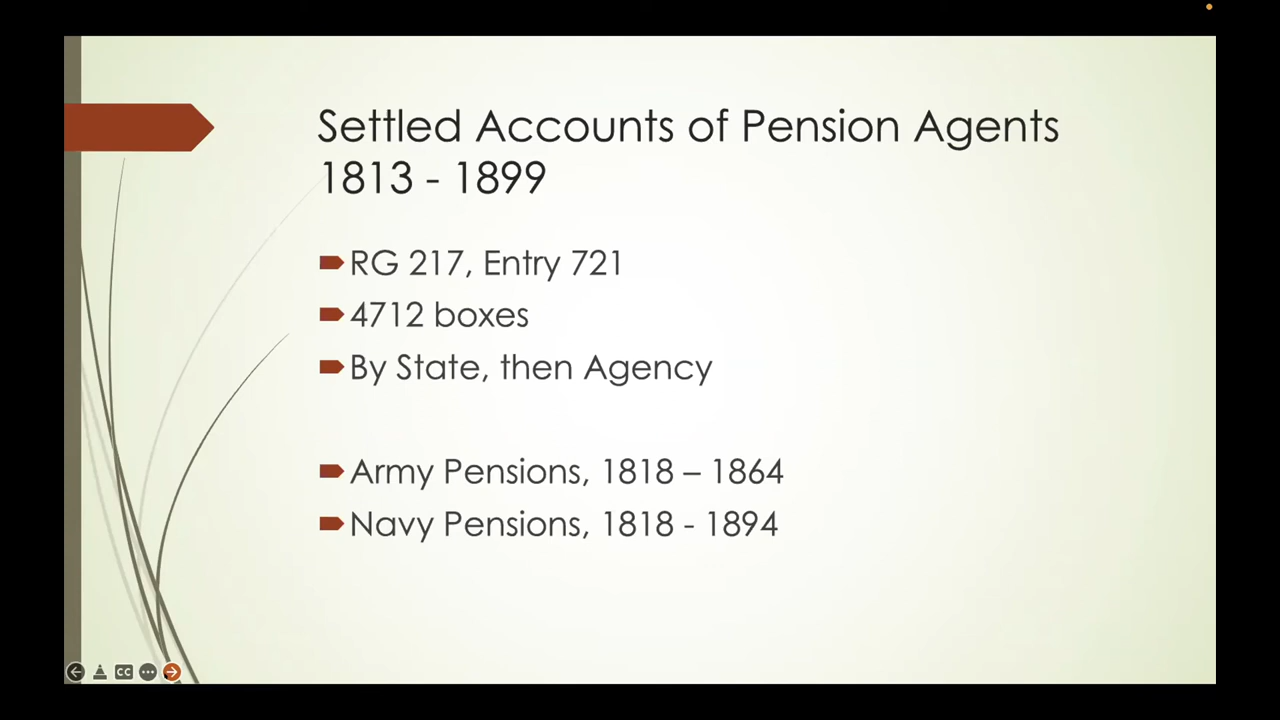 Settled Accounts of Pension Agents
1813 - 1899
RG 217, Entry 721
4712 boxes
By State, then Agency
Army Pensions, 1818 – 1864
Navy Pensions, 1818 - 1894
CC